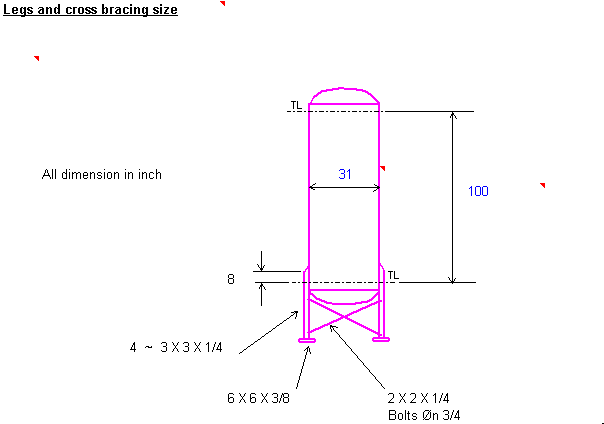 Legs and cross bracing size
TL
All dimension in inch
31
100
8
TL
4 ~ 3 X 3 X 1/4
6 X 6 X 3/8
2 X 2 X 1/4
Bolts Øn 3/4